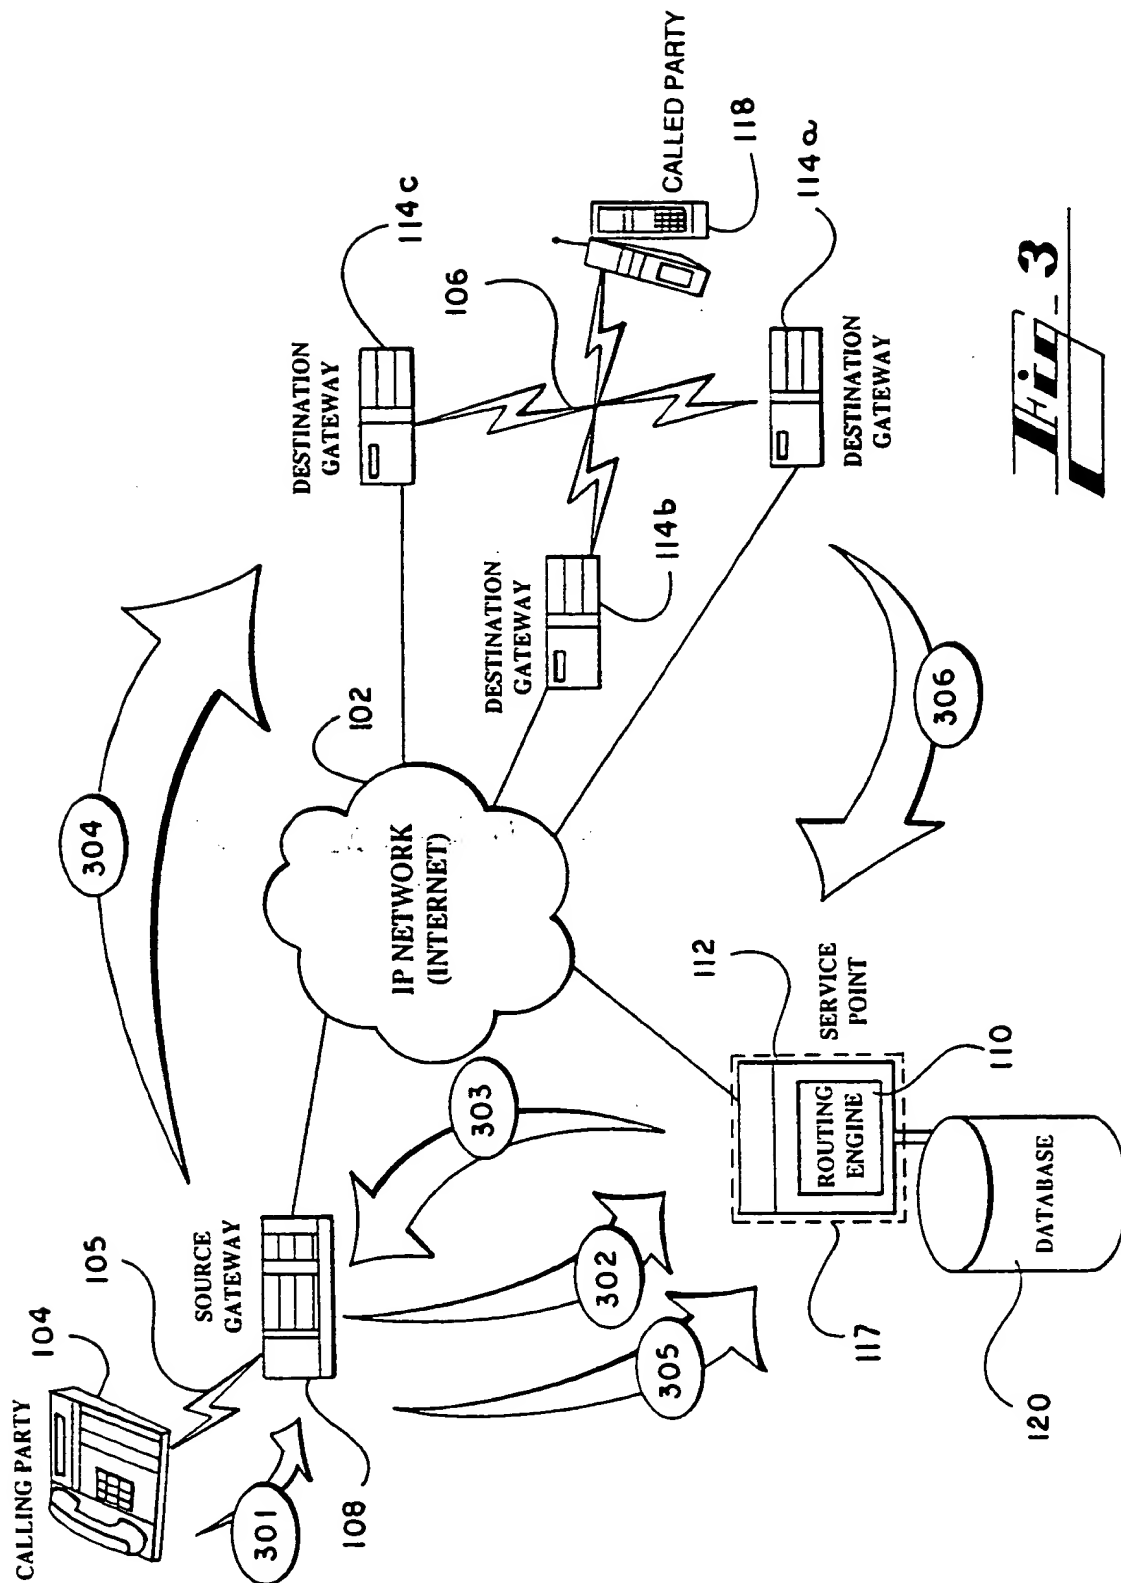 CALLING PARTY
104
105
SOURCE
GATEWAY
301
108
302
305
303
304
IP NETWORK
(INTERNET)
102
DESTINATION
GATEWAY
114c
DESTINATION
GATEWAY
114b
106
CALLED PARTY
118
DESTINATION
GATEWAY
114a
306
SERVICE
POINT
112
ROUTING
ENGINE
110
117
DATABASE
120
Fig_3